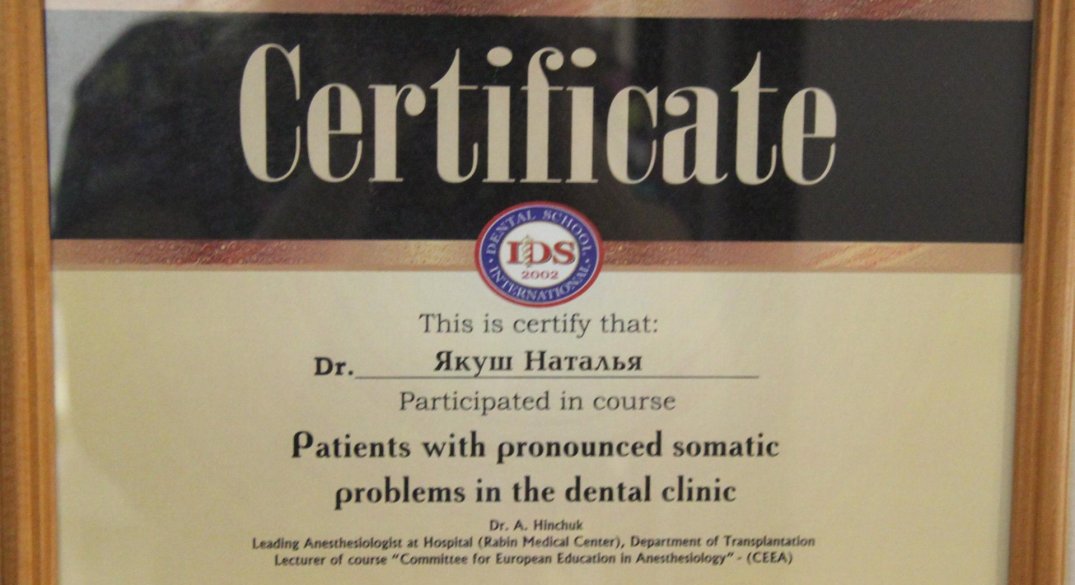 Certificate
DENTAL SCHOOL
IDS
2002
INTERNATIONAL
This is certify that:
Dr. Якуш Наталья
Participated in course
Patients with pronounced somatic
problems in the dental clinic
Dr. A. Hinchuk
Leading Anesthesiologist at Hospital (Rabin Medical Center), Department of Transplantation
Lecturer of course "Committee for European Education in Anesthesiology" - (CEEA)